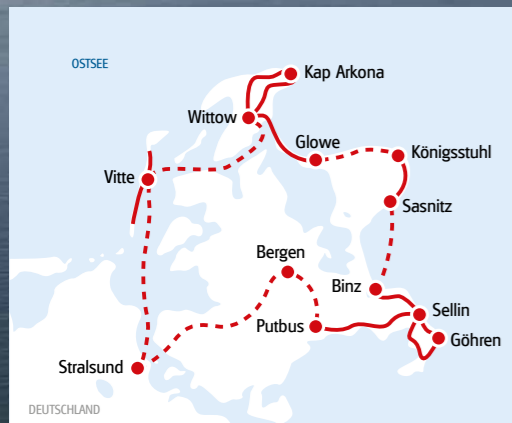 OSTSEE
Kap Arkona
Wittow
Glowe
Königsstuhl
Vitte
Sasnitz
Bergen
Binz
Sellin
Putbus
Göhren
Stralsund
DEUTSCHLAND